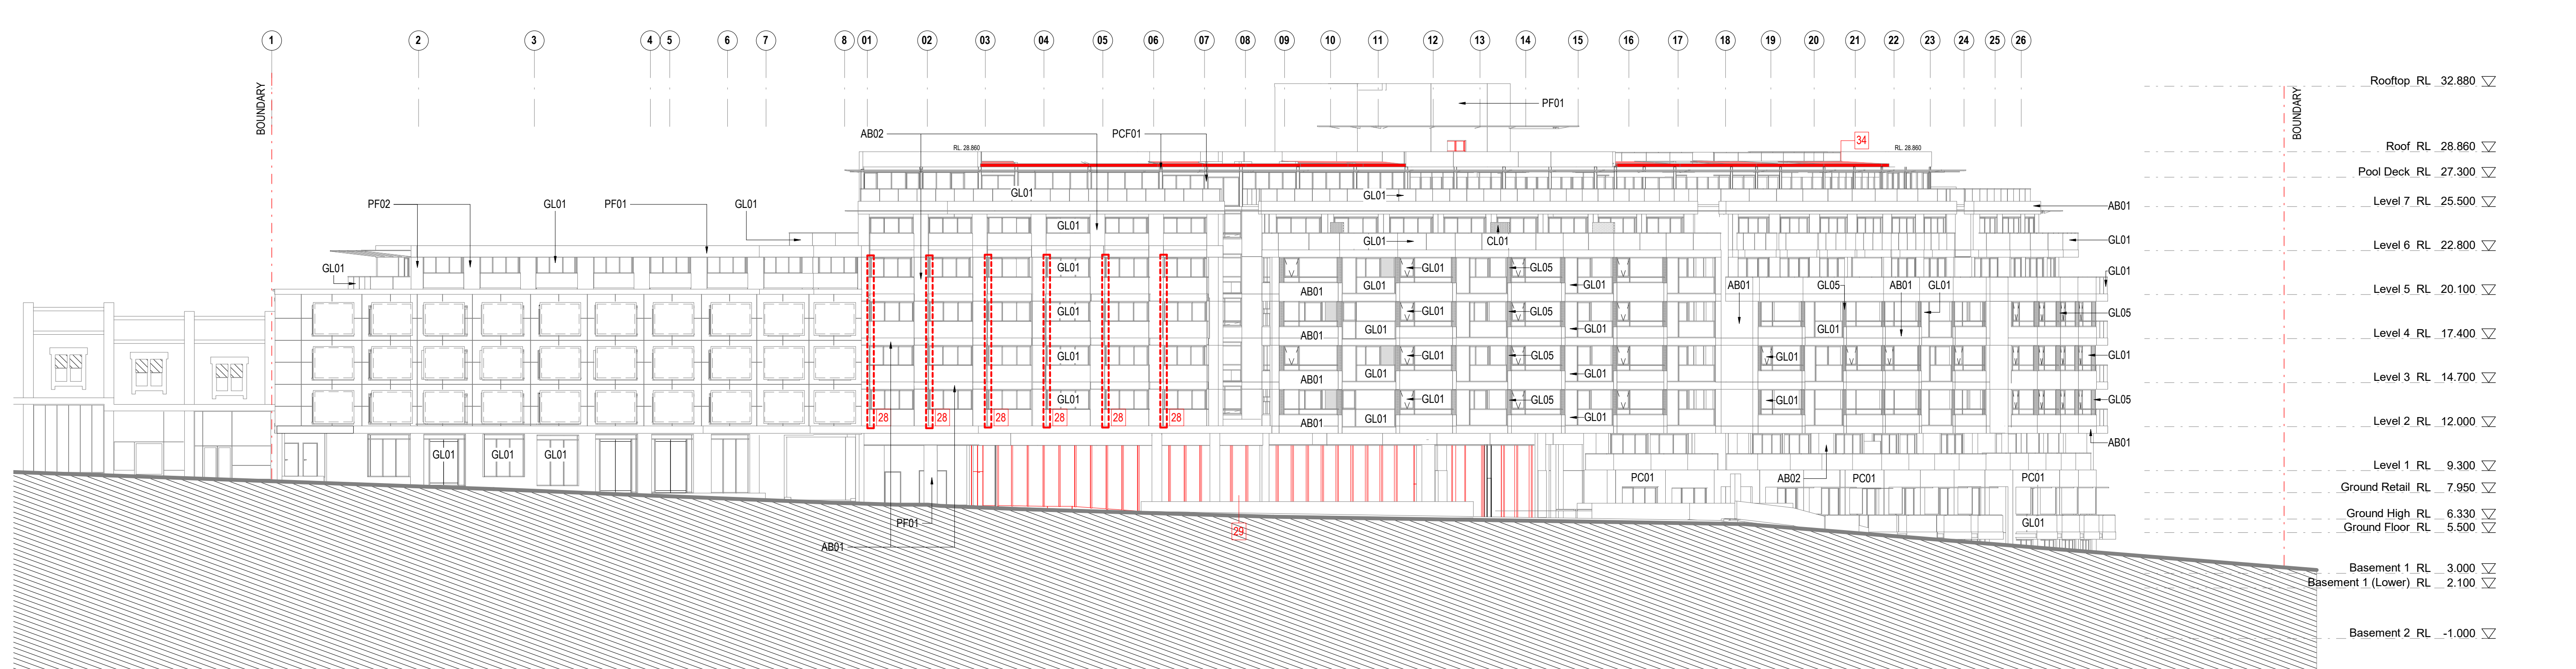 1 2 3 4 5 6 7 8 01 02 03 04 05 06 07 08 09 10 11 12 13 14 15 16 17 18 19 20 21 22 23 24 25 26
BOUNDARY
BOUNDARY
Rooftop RL 32.880
PF01
AB02
PCF01
34
RL. 28.860
RL. 28.860
Roof RL 28.860
Pool Deck RL 27.300
GL01
GL01
PF02
GL01
PF01
GL01
AB01
Level 7 RL 25.500
GL01
GL01
CL01
GL01
Level 6 RL 22.800
GL01
GL01
GL01
GL05
GL01
GL01
GL01
AB01
AB01
GL05
AB01
GL01
Level 5 RL 20.100
GL01
GL01
GL05
GL05
GL01
GL01
GL01
AB01
Level 4 RL 17.400
GL01
GL01
GL05
GL01
GL01
GL01
GL01
AB01
Level 3 RL 14.700
GL01
GL01
GL05
GL01
GL05
28 28 28 28 28 28
GL01
GL01
AB01
Level 2 RL 12.000
AB01
GL01 GL01 GL01
Level 1 RL 9.300
PC01
AB02
PC01
PC01
Ground Retail RL 7.950
Ground High RL 6.330
PF01
GL01
Ground Floor RL 5.500
29
AB01
Basement 1 RL 3.000
Basement 1 (Lower) RL 2.100
Basement 2 RL -1.000